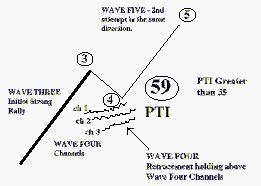 WAVE FIVE - 2nd
attempt in the same
direction.
5
3
WAVE THREE
Initial Strong
Rally
4
59
PTI Greater
than 35
PTI
ch 1
ch 2
ch 3
WAVE FOUR
Channels
WAVE FOUR
Retracement holding above
Wave Four Channels